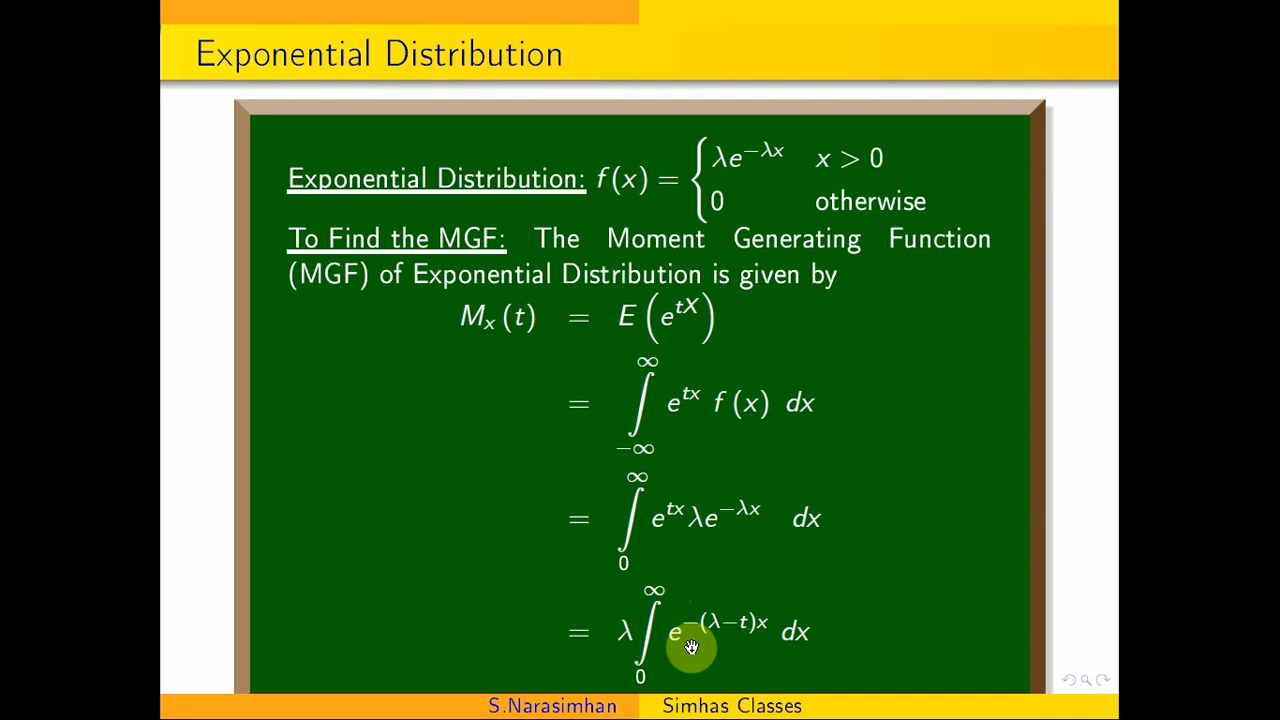 Exponential Distribution
Exponential Distribution: f(x) = { λe^{−λx} x > 0
0 otherwise
To Find the MGF: The Moment Generating Function
(MGF) of Exponential Distribution is given by
M_x (t) = E (e^{tX})
= ∫_{−∞}^{∞} e^{tx} f (x) dx
= ∫_{0}^{∞} e^{tx} λe^{−λx} dx
= λ ∫_{0}^{∞} e^{−(λ−t)x} dx
S.Narasimhan Simhas Classes